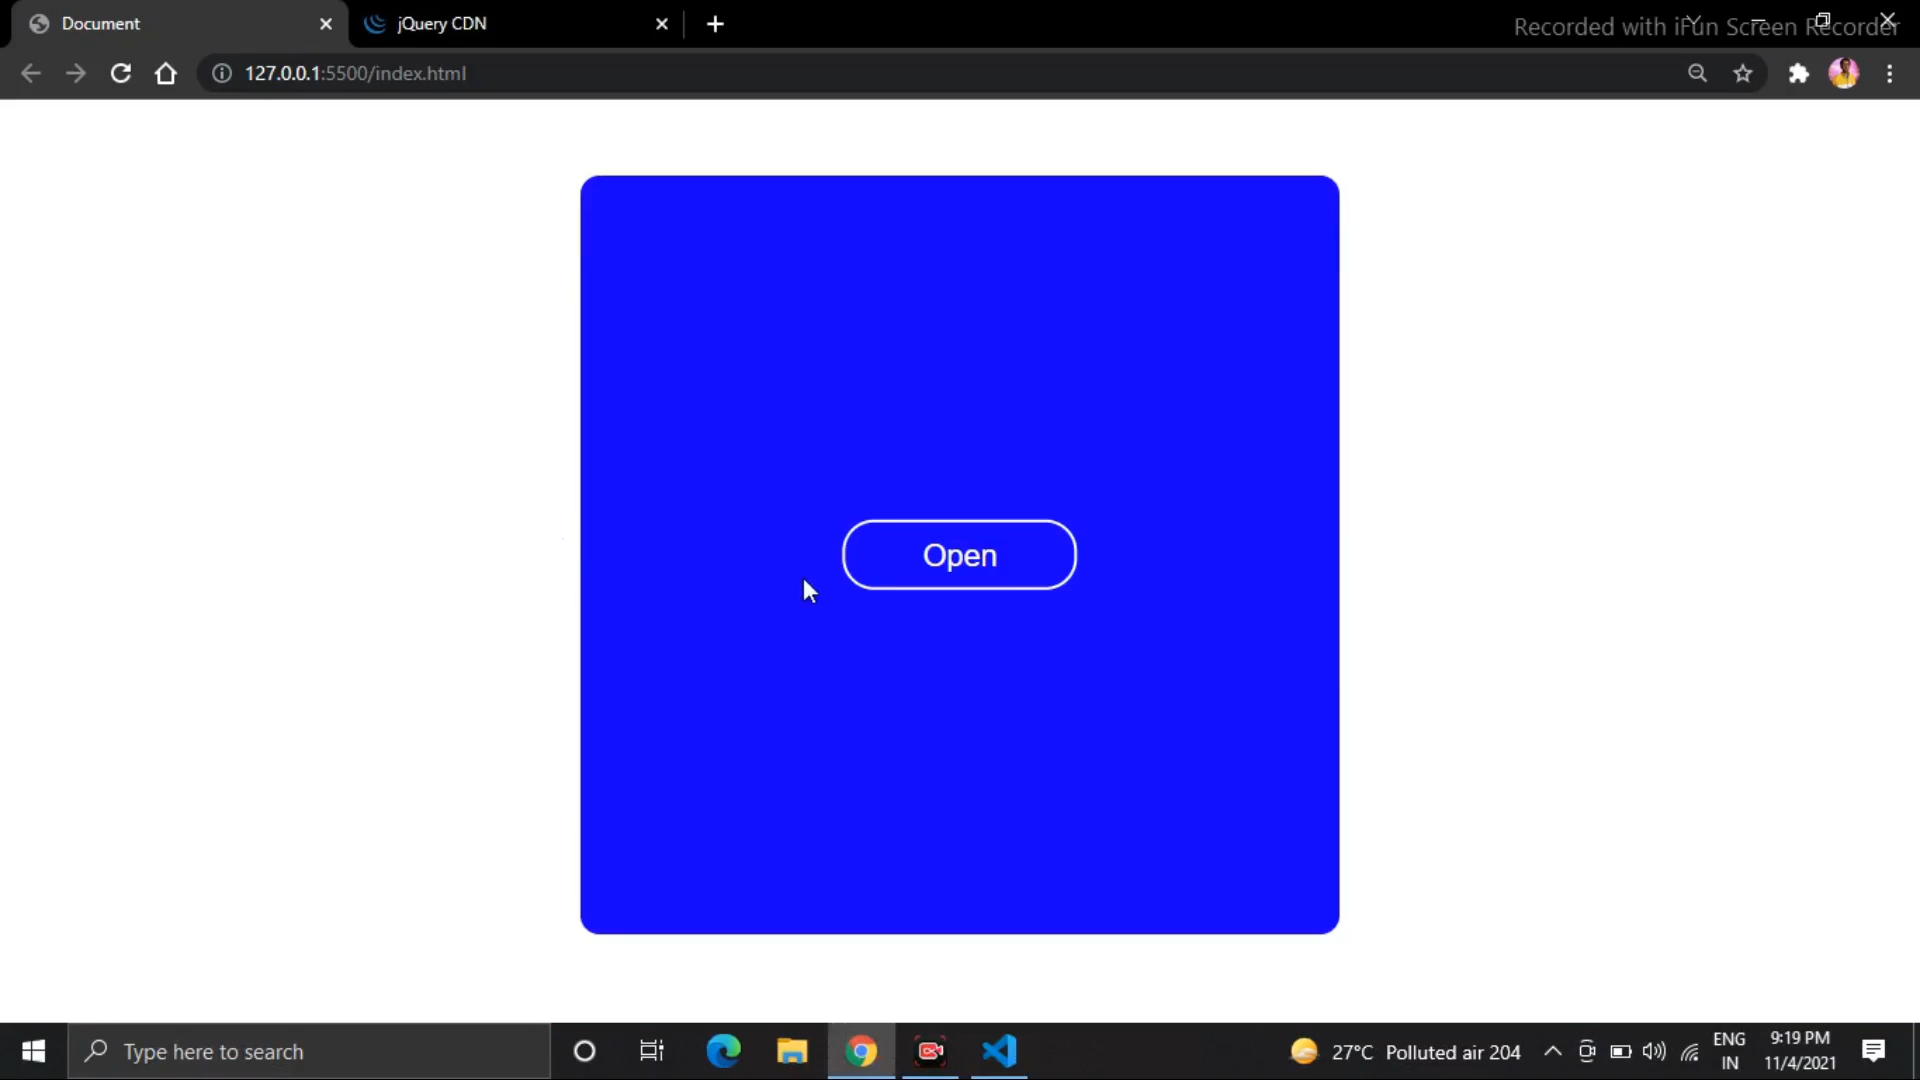 Document
jQuery CDN
Recorded with iFun Screen Recorder
127.0.0.1:5500/index.html
Open
Type here to search
27°C Polluted air 204
ENG
IN
9:19 PM
11/4/2021